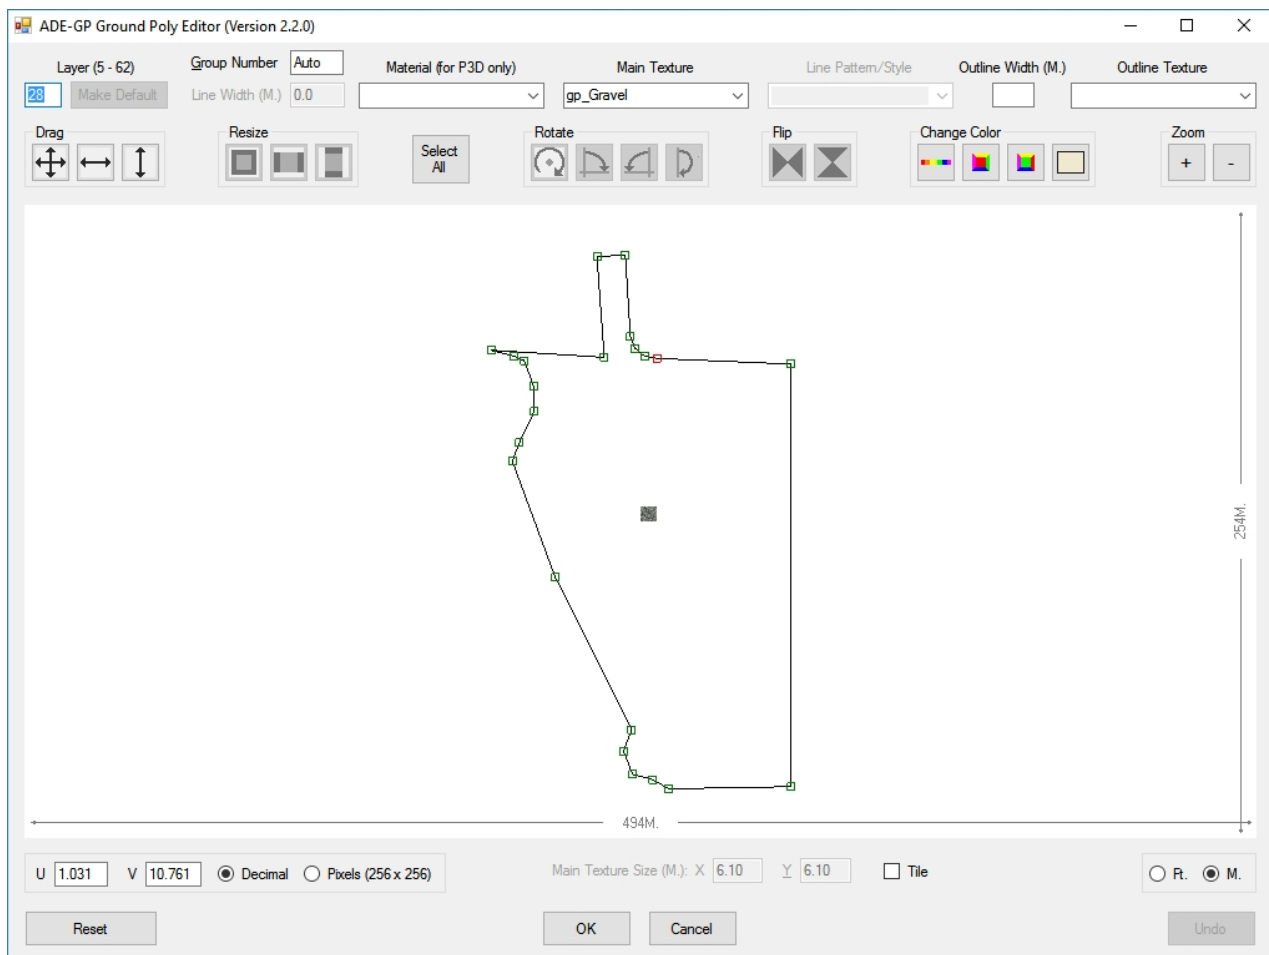 ADE-GP Ground Poly Editor (Version 2.2.0)
Layer (5 - 62) Group Number Auto Material (for P3D only) Main Texture Line Pattern/Style Outline Width (M.) Outline Texture
28 Make Default Line Width (M.) 0.0 gp_Gravel
Drag Resize Select All Rotate Flip Change Color Zoom
+ -
254M.
494M.
U 1.031 V 10.761 Decimal Pixels (256 x 256) Main Texture Size (M.): X 6.10 Y 6.10 Tile Ft. M.
Reset OK Cancel Undo